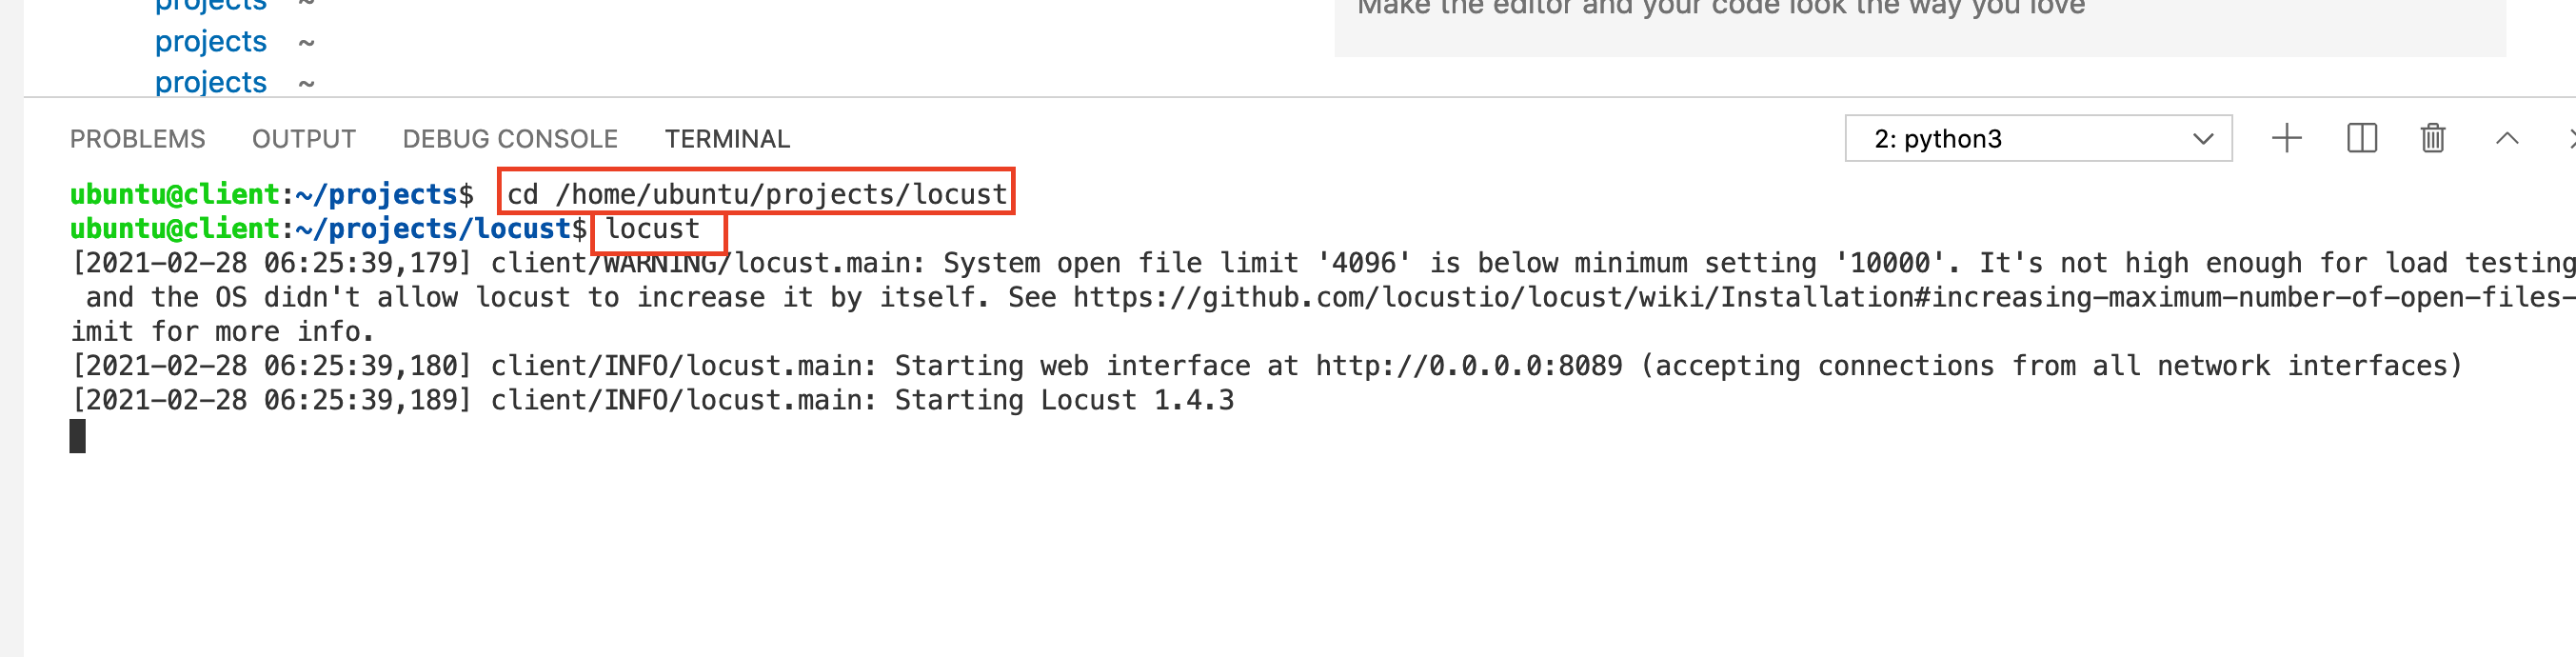 projects ~
Make the editor and your code look the way you love
projects ~
projects ~
PROBLEMS OUTPUT DEBUG CONSOLE TERMINAL 2: python3
ubuntu@client:~/projects$ cd /home/ubuntu/projects/locust
ubuntu@client:~/projects/locust$ locust
[2021-02-28 06:25:39,179] client/WARNING/locust.main: System open file limit '4096' is below minimum setting '10000'. It's not high enough for load testing
and the OS didn't allow locust to increase it by itself. See https://github.com/locustio/locust/wiki/Installation#increasing-maximum-number-of-open-files-
imit for more info.
[2021-02-28 06:25:39,180] client/INFO/locust.main: Starting web interface at http://0.0.0.0:8089 (accepting connections from all network interfaces)
[2021-02-28 06:25:39,189] client/INFO/locust.main: Starting Locust 1.4.3